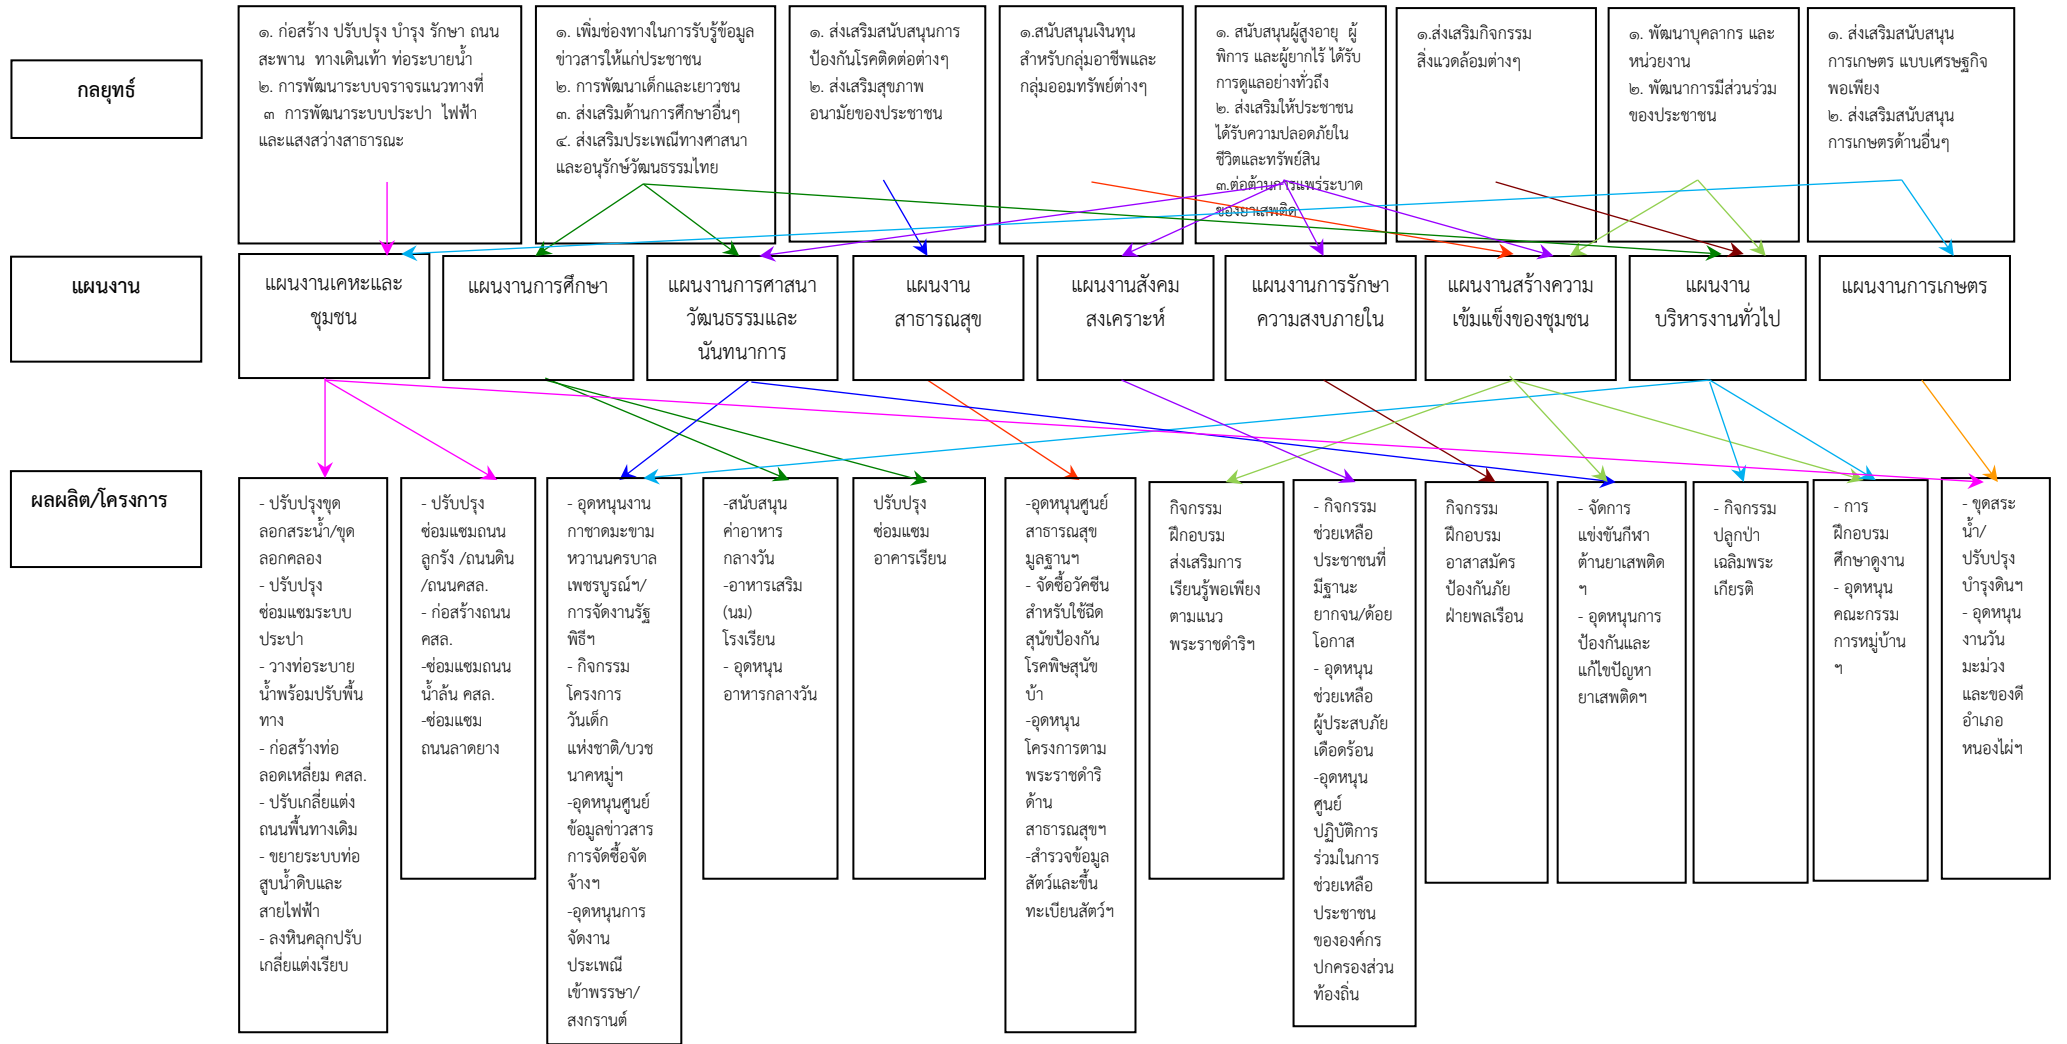 กลยุทธ์
๑. ก่อสร้าง ปรับปรุง บำรุง รักษา ถนน
สะพาน ทางเดินเท้า ท่อระบายน้ำ
๒. การพัฒนาระบบจราจรแนวทางที่
๓ การพัฒนาระบบประปา ไฟฟ้า
และแสงสว่างสาธารณะ
๑. เพิ่มช่องทางในการรับรู้ข้อมูล
ข่าวสารให้แก่ประชาชน
๒. การพัฒนาเด็กและเยาวชน
๓. ส่งเสริมด้านการศึกษาอื่นๆ
๔. ส่งเสริมประเพณีทางศาสนา
และอนุรักษ์วัฒนธรรมไทย
๑. ส่งเสริมสนับสนุนการ
ป้องกันโรคติดต่อต่างๆ
๒. ส่งเสริมสุขภาพ
อนามัยของประชาชน
๑.สนับสนุนเงินทุน
สำหรับกลุ่มอาชีพและ
กลุ่มออมทรัพย์ต่างๆ
๑. สนับสนุนผู้สูงอายุ ผู้
พิการ และผู้ยากไร้ ได้รับ
การดูแลอย่างทั่วถึง
๒. ส่งเสริมให้ประชาชน
ได้รับความปลอดภัยใน
ชีวิตและทรัพย์สิน
๓.ต่อต้านการแพร่ระบาด
ของยาเสพติด
๑.ส่งเสริมกิจกรรม
สิ่งแวดล้อมต่างๆ
๑. พัฒนาบุคลากร และ
หน่วยงาน
๒. พัฒนาการมีส่วนร่วม
ของประชาชน
๑. ส่งเสริมสนับสนุน
การเกษตร แบบเศรษฐกิจ
พอเพียง
๒. ส่งเสริมสนับสนุน
การเกษตรด้านอื่นๆ
แผนงาน
แผนงานเคหะและ
ชุมชน
แผนงานการศึกษา
แผนงานการศาสนา
วัฒนธรรมและ
นันทนาการ
แผนงาน
สาธารณสุข
แผนงานสังคม
สงเคราะห์
แผนงานการรักษา
ความสงบภายใน
แผนงานสร้างความ
เข้มแข็งของชุมชน
แผนงาน
บริหารงานทั่วไป
แผนงานการเกษตร
ผลผลิต/โครงการ
- ปรับปรุงขุด
ลอกสระน้ำ/ขุด
ลอกคลอง
- ปรับปรุง
ซ่อมแซมระบบ
ประปา
- วางท่อระบาย
น้ำพร้อมปรับพื้น
ทาง
- ก่อสร้างท่อ
ลอดเหลี่ยม คสล.
- ปรับเกลี่ยแต่ง
ถนนพื้นทางเดิม
- ขยายระบบท่อ
สูบน้ำดิบและ
สายไฟฟ้า
- ลงหินคลุกปรับ
เกลี่ยแต่งเรียบ
- ปรับปรุง
ซ่อมแซมถนน
ลูกรัง /ถนนดิน
/ถนนคสล.
- ก่อสร้างถนน
คสล.
-ซ่อมแซมถนน
น้ำล้น คสล.
-ซ่อมแซม
ถนนลาดยาง
- อุดหนุนงาน
กาชาดมะขาม
หวานนครบาล
เพชรบูรณ์ฯ/
การจัดงานรัฐ
พิธีฯ
- กิจกรรม
โครงการ
วันเด็ก
แห่งชาติ/บวช
นาคหมู่ฯ
-อุดหนุนศูนย์
ข้อมูลข่าวสาร
การจัดซื้อจัด
จ้างฯ
-อุดหนุนการ
จัดงาน
ประเพณี
เข้าพรรษา/
สงกรานต์
-สนับสนุน
ค่าอาหาร
กลางวัน
-อาหารเสริม
(นม)
โรงเรียน
- อุดหนุน
อาหารกลางวัน
ปรับปรุง
ซ่อมแซม
อาคารเรียน
-อุดหนุนศูนย์
สาธารณสุข
มูลฐานฯ
- จัดซื้อวัคซีน
สำหรับใช้ฉีด
สุนัขป้องกัน
โรคพิษสุนัข
บ้า
-อุดหนุน
โครงการตาม
พระราชดำริ
ด้าน
สาธารณสุขฯ
-สำรวจข้อมูล
สัตว์และขึ้น
ทะเบียนสัตว์ฯ
กิจกรรม
ฝึกอบรม
ส่งเสริมการ
เรียนรู้พอเพียง
ตามแนว
พระราชดำริฯ
- กิจกรรม
ช่วยเหลือ
ประชาชนที่
มีฐานะ
ยากจน/ด้อย
โอกาส
- อุดหนุน
ช่วยเหลือ
ผู้ประสบภัย
เดือดร้อน
-อุดหนุน
ศูนย์
ปฏิบัติการ
ร่วมในการ
ช่วยเหลือ
ประชาชน
ขององค์กร
ปกครองส่วน
ท้องถิ่น
กิจกรรม
ฝึกอบรม
อาสาสมัคร
ป้องกันภัย
ฝ่ายพลเรือน
- จัดการ
แข่งขันกีฬา
ต้านยาเสพติด
ฯ
- อุดหนุนการ
ป้องกันและ
แก้ไขปัญหา
ยาเสพติดฯ
- กิจกรรม
ปลูกป่า
เฉลิมพระ
เกียรติ
- การ
ฝึกอบรม
ศึกษาดูงาน
- อุดหนุน
คณะกรรม
การหมู่บ้าน
ฯ
- ขุดสระ
น้ำ/
ปรับปรุง
บำรุงดินฯ
- อุดหนุน
งานวัน
มะม่วง
และของดี
อำเภอ
หนองไผ่ฯ